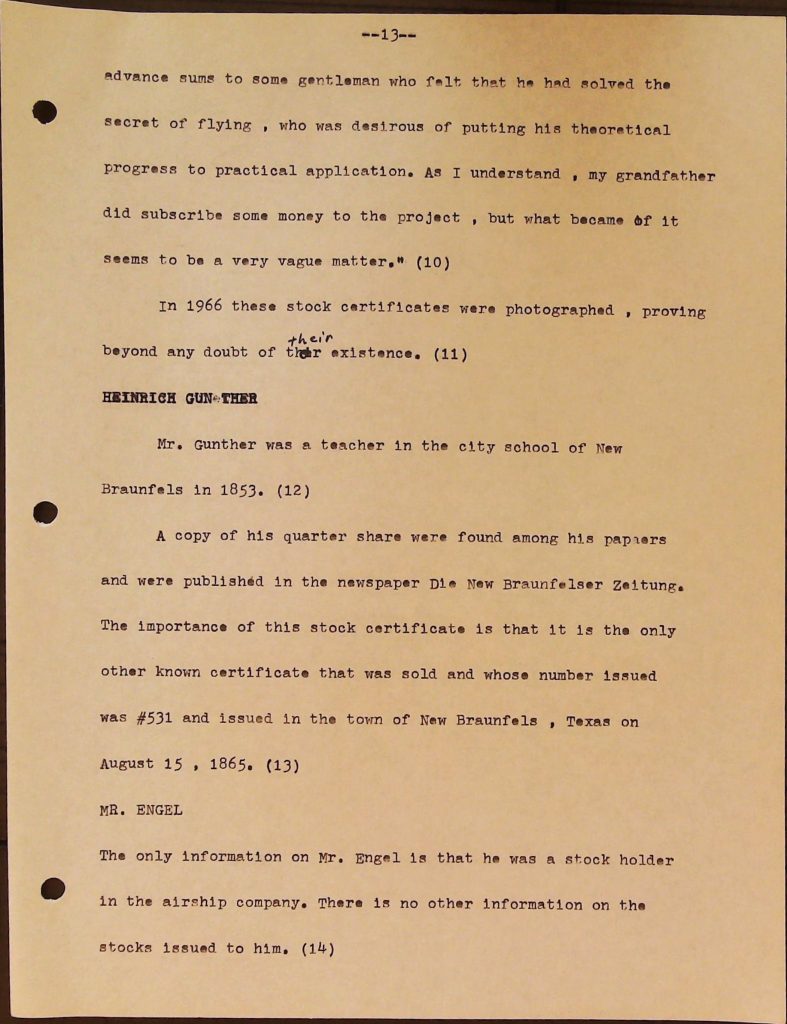 --13--
advance sums to some gentleman who felt that he had solved the
secret of flying , who was desirous of putting his theoretical
progress to practical application. As I understand , my grandfather
did subscribe some money to the project , but what became of it
seems to be a very vague matter." (10)
In 1966 these stock certificates were photographed , proving
their
beyond any doubt of ther existence. (11)
HEINRICH GUN THER
Mr. Gunther was a teacher in the city school of New
Braunfels in 1853. (12)
A copy of his quarter share were found among his papaers
and were published in the newspaper Die New Braunfelser Zeitung.
The importance of this stock certificate is that it is the only
other known certificate that was sold and whose number issued
was #531 and issued in the town of New Braunfels , Texas on
August 15 , 1865. (13)
MR. ENGEL
The only information on Mr. Engel is that he was a stock holder
in the airship company. There is no other information on the
stocks issued to him. (14)